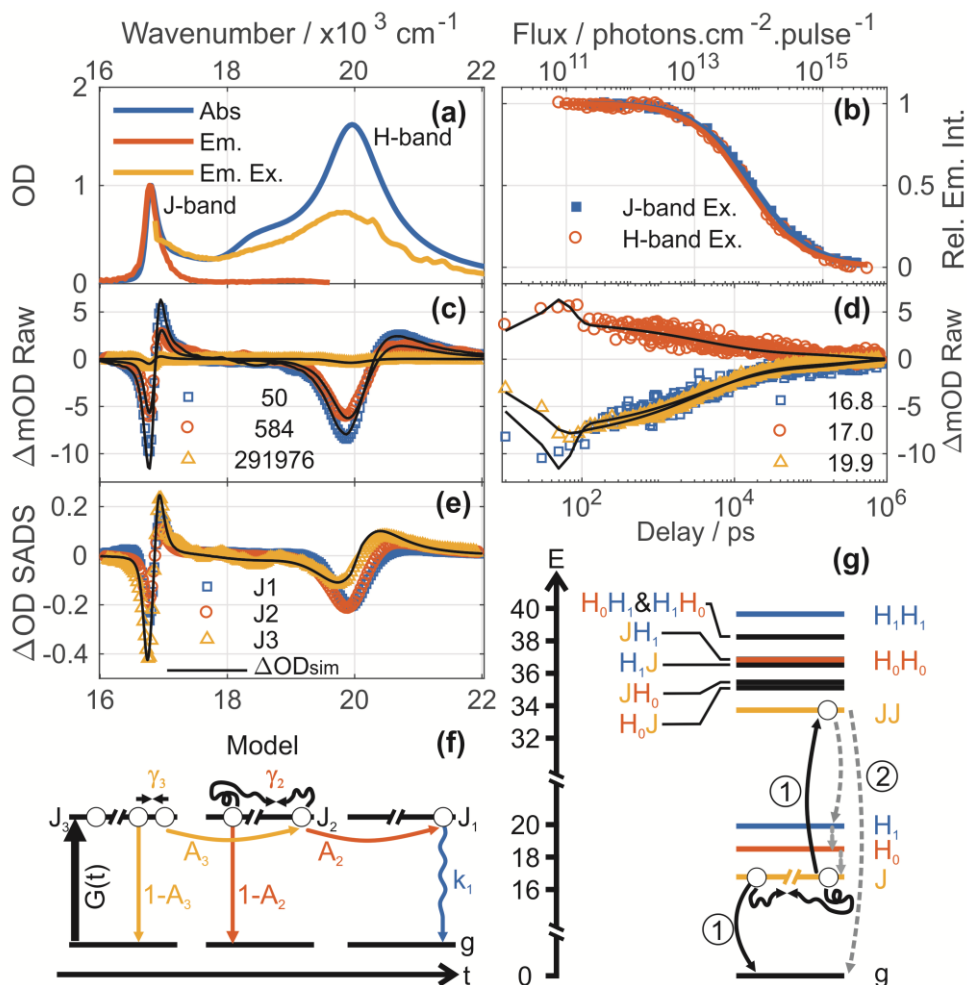 Wavenumber / x10 3 cm -1
Flux / photons.cm -2 .pulse -1
16 18 20 22
10 11 10 13 10 15
OD
2
1
0
Abs
Em.
Em. Ex.
J-band
H-band
(a)
(b)
J-band Ex.
H-band Ex.
1
0.5
0
Rel. Em. Int.
ΔmOD Raw
5
0
-5
-10
(c)
50
584
291976
(d)
16.8
17.0
19.9
5
0
-5
-10
ΔmOD Raw
10 2 10 4 10 6
Delay / ps
ΔOD SADS
0.2
0
-0.2
-0.4
(e)
J1
J2
J3
ΔODsim
16 18 20 22
Model
(f)
γ3
γ2
J3
J2
J1
G(t)
A3
A2
1-A3
1-A2
k1
g
t
E
(g)
40
38
36
34
32
20
18
16
0
H0H1&H1H0
JH1
H1J
JH0
H0J
H1H1
H0H0
JJ
1
2
H1
H0
J
1
g